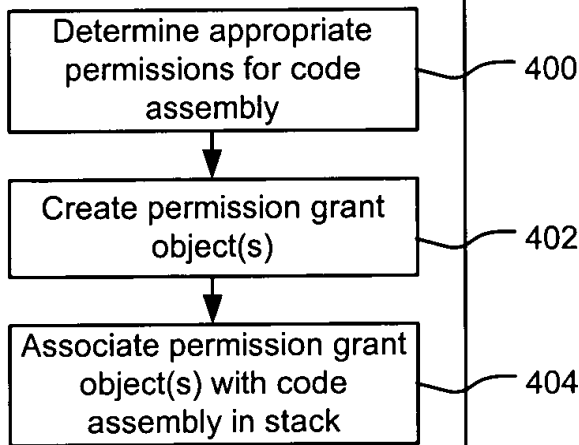 Determine appropriate
permissions for code
assembly
400
Create permission grant
object(s)
402
Associate permission grant
object(s) with code
assembly in stack
404